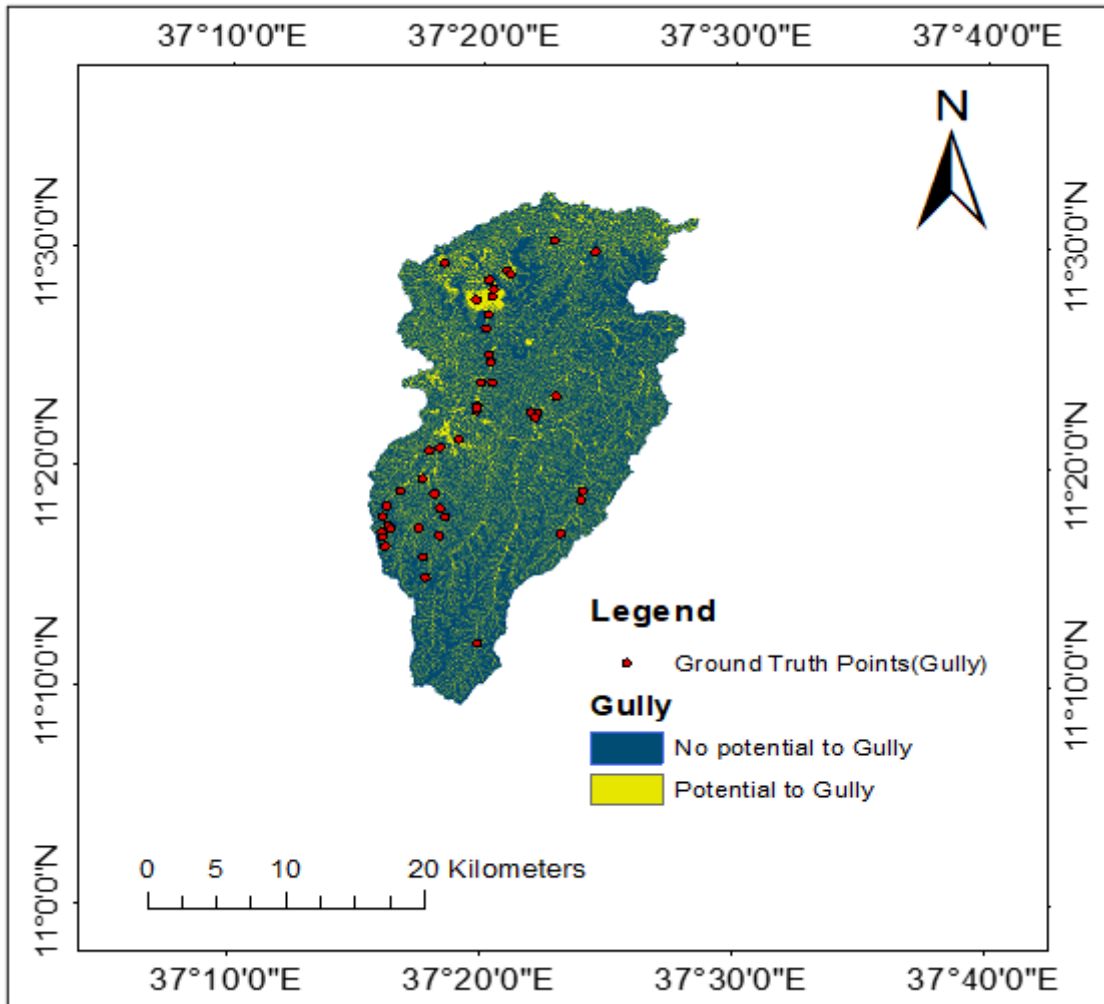 37°10'0"E 37°20'0"E 37°30'0"E 37°40'0"E
N
11°30'0"N
11°30'0"N
11°20'0"N
11°20'0"N
Legend
Ground Truth Points(Gully)
11°10'0"N
11°10'0"N
Gully
No potential to Gully
Potential to Gully
0 5 10 20 Kilometers
11°0'0"N
11°0'0"N
37°10'0"E 37°20'0"E 37°30'0"E 37°40'0"E